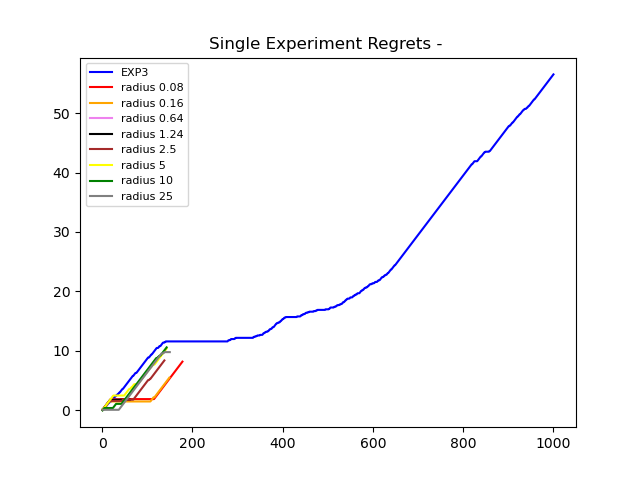 Single Experiment Regrets -
EXP3
radius 0.08
radius 0.16
radius 0.64
radius 1.24
radius 2.5
radius 5
radius 10
radius 25
50
40
30
20
10
0
0 200 400 600 800 1000